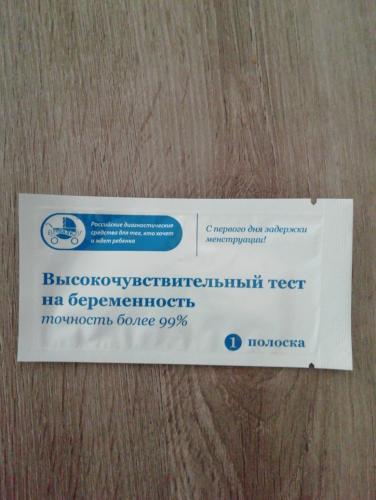 Российские диагностические
средства для тех, кто хочет
и ждет ребенка
С первого дня задержки
менструации!
Высокочувствительный тест
на беременность
точность более 99%
1 полоска